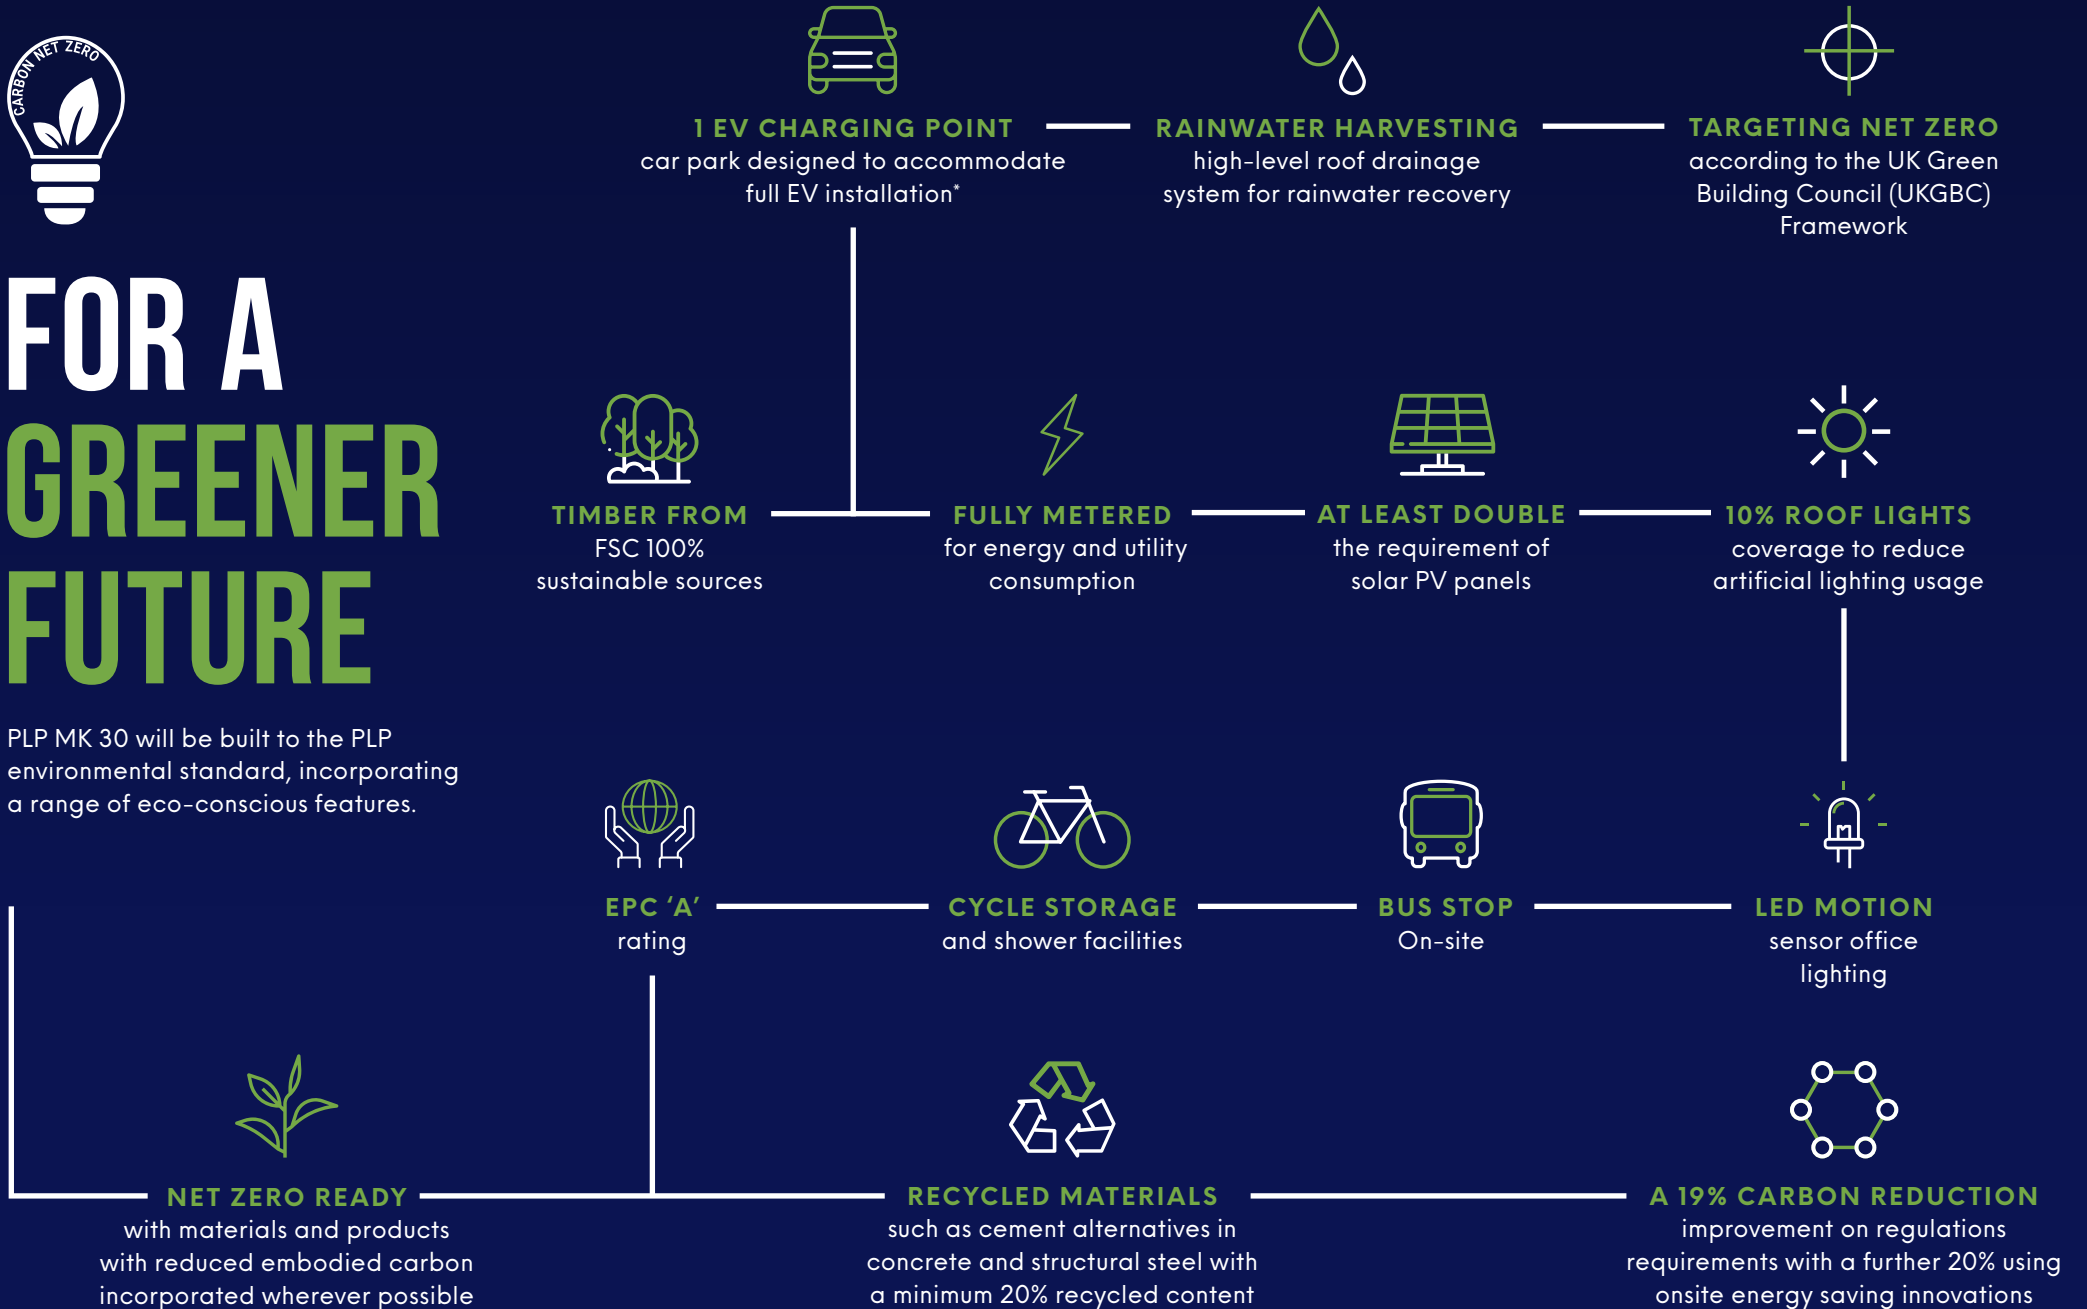 CARBON NET ZERO
FOR A
GREENER
FUTURE
PLP MK 30 will be built to the PLP
environmental standard, incorporating
a range of eco-conscious features.
1 EV CHARGING POINT
car park designed to accommodate
full EV installation*
RAINWATER HARVESTING
high-level roof drainage
system for rainwater recovery
TARGETING NET ZERO
according to the UK Green
Building Council (UKGBC)
Framework
TIMBER FROM
FSC 100%
sustainable sources
FULLY METERED
for energy and utility
consumption
AT LEAST DOUBLE
the requirement of
solar PV panels
10% ROOF LIGHTS
coverage to reduce
artificial lighting usage
EPC ‘A’
rating
CYCLE STORAGE
and shower facilities
BUS STOP
On-site
LED MOTION
sensor office
lighting
NET ZERO READY
with materials and products
with reduced embodied carbon
incorporated wherever possible
RECYCLED MATERIALS
such as cement alternatives in
concrete and structural steel with
a minimum 20% recycled content
A 19% CARBON REDUCTION
improvement on regulations
requirements with a further 20% using
onsite energy saving innovations